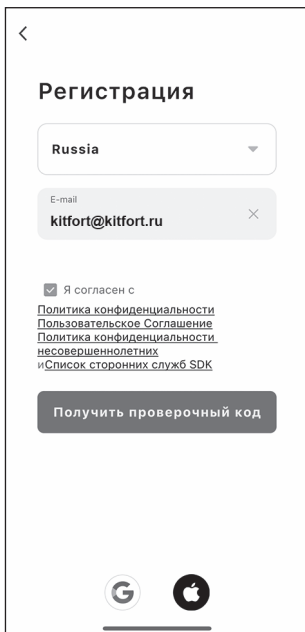 Регистрация
Russia
E-mail
kitfort@kitfort.ru
Я согласен с
Политика конфиденциальности
Пользовательское Соглашение
Политика конфиденциальности
несовершеннолетних
иСписок сторонних служб SDK
Получить проверочный код
G